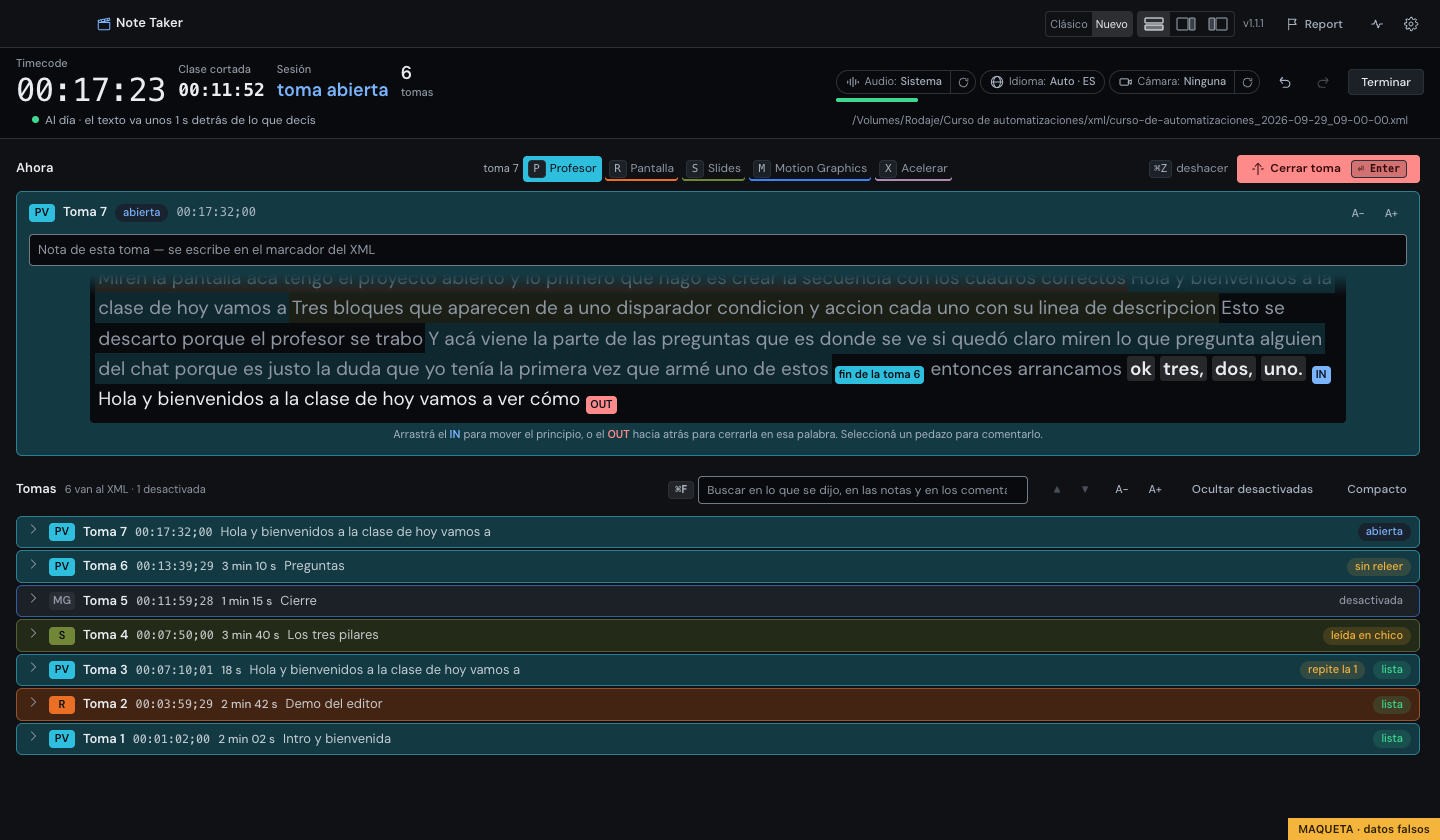 Note Taker
Clásico Nuevo v1.1.1 Report
Timecode
00:17:23
Clase cortada
00:11:52
Sesión
toma abierta
6
tomas
Audio: Sistema Idioma: Auto · ES Cámara: Ninguna Terminar
Al día · el texto va unos 1 s detrás de lo que decís
/Volumes/Rodaje/Curso de automatizaciones/xml/curso-de-automatizaciones_2026-09-29_09-00-00.xml
Ahora toma 7 P Profesor R Pantalla S Slides M Motion Graphics X Acelerar ⌘Z deshacer Cerrar toma ⏎ Enter
PV Toma 7 abierta 00:17:32;00 A− A+
Nota de esta toma — se escribe en el marcador del XML
Miren la pantalla aca tengo el proyecto abierto y lo primero que hago es crear la secuencia con los cuadros correctos Hola y bienvenidos a la
clase de hoy vamos a Tres bloques que aparecen de a uno disparador condicion y accion cada uno con su linea de descripcion Esto se
descarto porque el profesor se trabo Y acá viene la parte de las preguntas que es donde se ve si quedó claro miren lo que pregunta alguien
del chat porque es justo la duda que yo tenía la primera vez que armé uno de estos fin de la toma 6 entonces arrancamos ok tres, dos, uno. IN
Hola y bienvenidos a la clase de hoy vamos a ver cómo OUT
Arrastrá el IN para mover el principio, o el OUT hacia atrás para cerrarla en esa palabra. Seleccioná un pedazo para comentarlo.
Tomas 6 van al XML · 1 desactivada ⌘F Buscar en lo que se dijo, en las notas y en los comenta ▲ ▼ A− A+ Ocultar desactivadas Compacto
PV Toma 7 00:17:32;00 Hola y bienvenidos a la clase de hoy vamos a abierta
PV Toma 6 00:13:39;29 3 min 10 s Preguntas sin releer
MG Toma 5 00:11:59;28 1 min 15 s Cierre desactivada
S Toma 4 00:07:50;00 3 min 40 s Los tres pilares leída en chico
PV Toma 3 00:07:10;01 18 s Hola y bienvenidos a la clase de hoy vamos a repite la 1 lista
R Toma 2 00:03:59;29 2 min 42 s Demo del editor lista
PV Toma 1 00:01:02;00 2 min 02 s Intro y bienvenida lista
MAQUETA · datos falsos